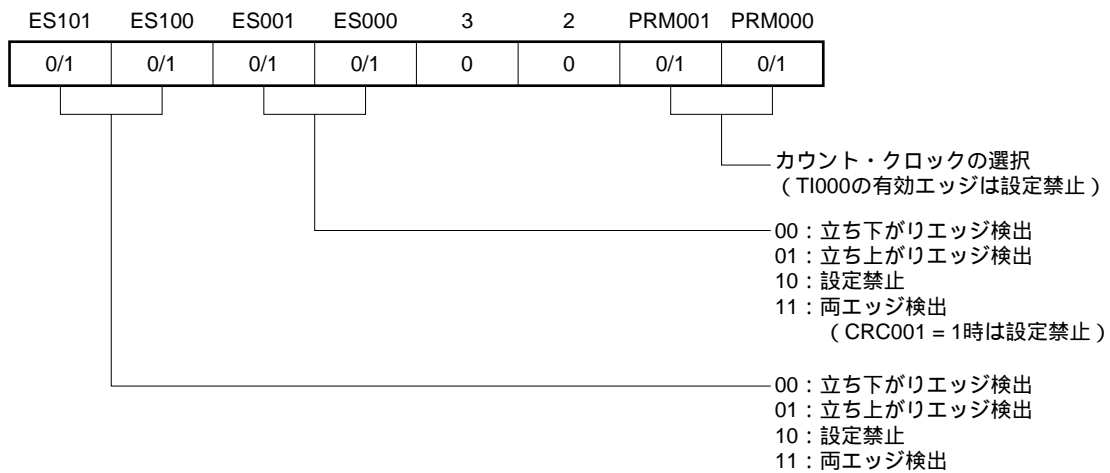 ES101 ES100 ES001 ES000 3 2 PRM001 PRM000
0/1 0/1 0/1 0/1 0 0 0/1 0/1
カウント・クロックの選択
（TI000の有効エッジは設定禁止）
00：立ち下がりエッジ検出
01：立ち上がりエッジ検出
10：設定禁止
11：両エッジ検出
（CRC001 = 1時は設定禁止）
00：立ち下がりエッジ検出
01：立ち上がりエッジ検出
10：設定禁止
11：両エッジ検出